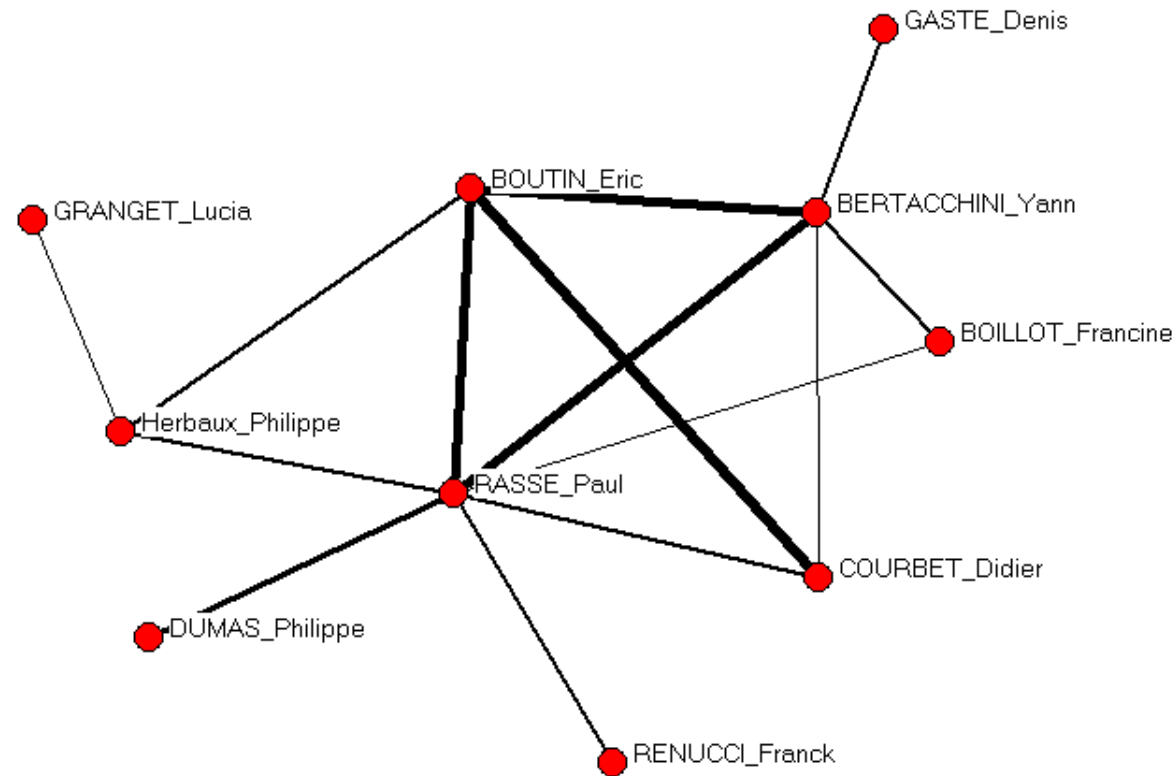 GASTE_Denis
BOUTIN_Eric
BERTACCHINI_Yann
GRANGET_Lucia
BOILLOT_Francine
Herbaux_Philippe
RASSE_Paul
COURBET_Didier
DUMAS_Philippe
RENUCCI_Franck